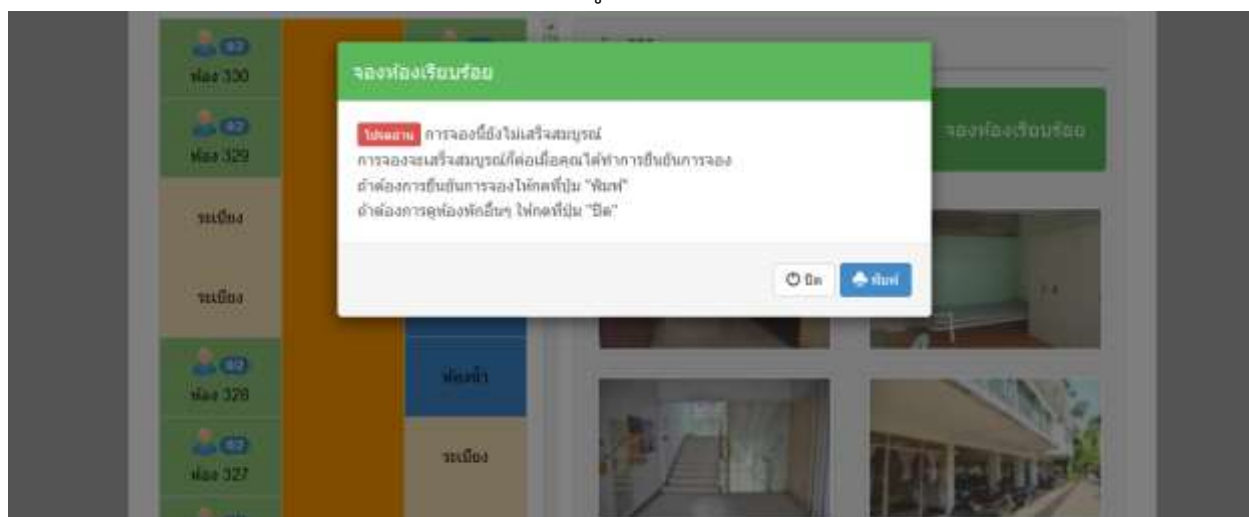 ห้อง 330
ห้อง 329
ระเบียง
ระเบียง
ห้อง 328
ห้อง 327
ห้องน้ำ
ระเบียง
จองห้องเรียบร้อย
โปรดอ่าน การจองนี้ยังไม่เสร็จสมบูรณ์
การจองจะเสร็จสมบูรณ์ก็ต่อเมื่อคุณได้ทำการยืนยันการจอง
ถ้าต้องการยืนยันการจองให้กดที่ปุ่ม "พิมพ์"
ถ้าต้องการดูห้องพักอื่นๆ ให้กดที่ปุ่ม "ปิด"
ปิด พิมพ์
จองห้องเรียบร้อย